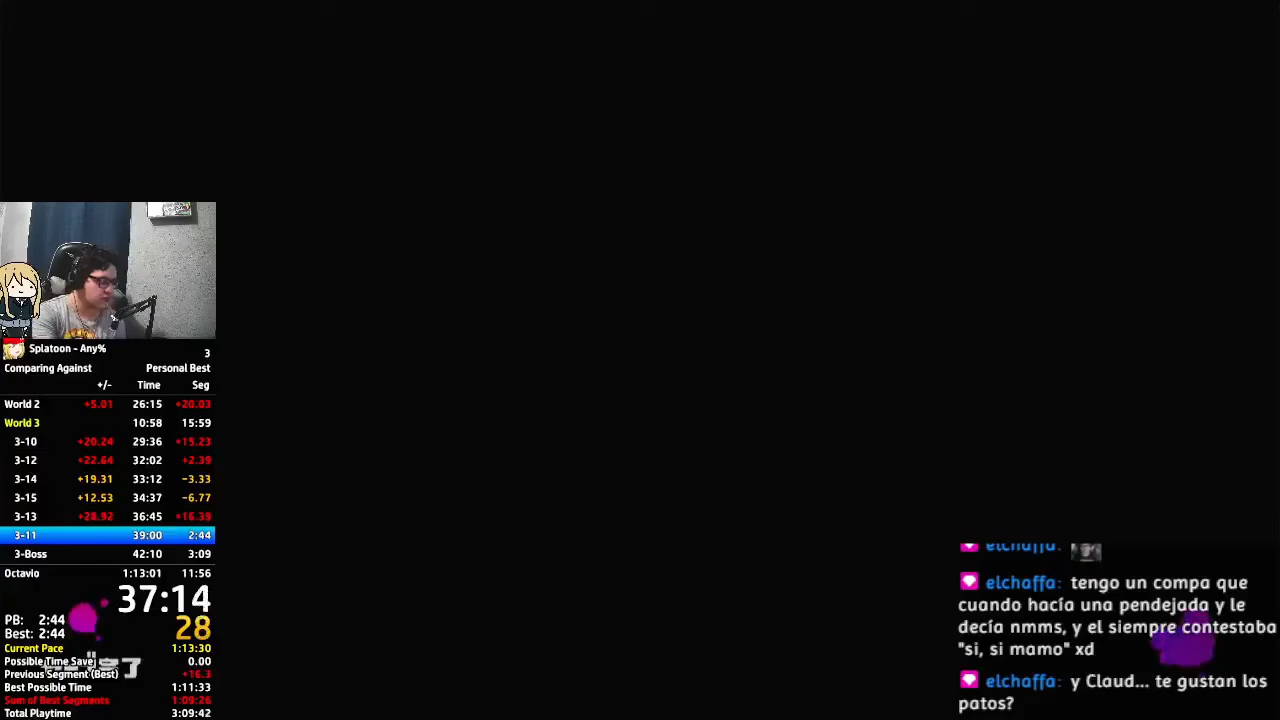 Splatoon - Any%
3
Comparing Against Personal Best
+/- Time Seg
World 2 +5.01 26:15 +20.03
World 3 10:58 15:59
3-10 +20.24 29:36 +15.23
3-12 +22.64 32:02 +2.39
3-14 +19.31 33:12 -3.33
3-15 +12.53 34:37 -6.77
3-13 +28.92 36:45 +16.39
3-11 39:00 2:44
3-Boss 42:10 3:09
Octavio 1:13:01 11:56
37:14
PB: 2:44
Best: 2:44
28
Current Pace 1:13:30
Possible Time Save 0.00
Previous Segment (Best) +16.3
Best Possible Time 1:11:33
Sum of Best Segments 1:09:26
Total Playtime 3:09:42
elchaffa:
elchaffa: tengo un compa que
cuando hacía una pendejada y le
decía nmms, y el siempre contestaba
"si, si mamo" xd
elchaffa: y Claud... te gustan los
patos?